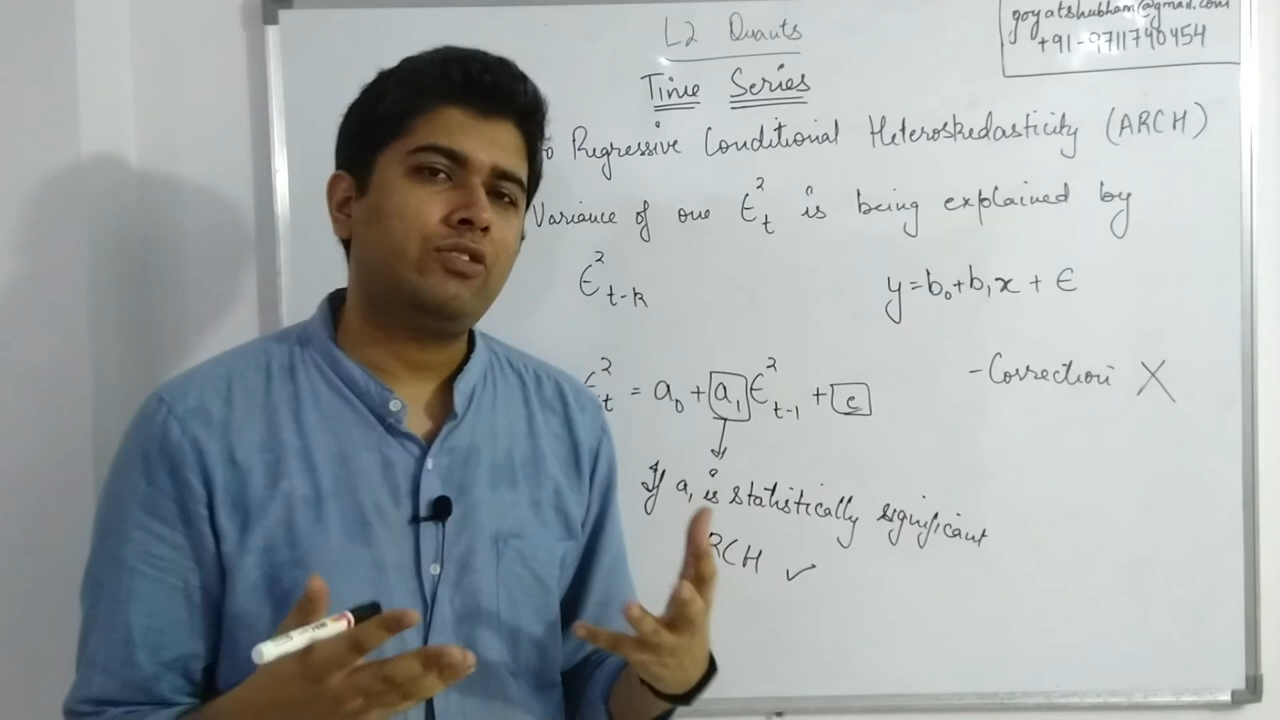 L2 Quants
goyatshubham@gmail.com
+91-9711740454
Time Series
Regressive Conditional Heteroskedasticity (ARCH)
Variance of one ϵ²ₜ is being explained by
ϵ²ₜ₋ₖ
y=b₀+b₁x + ϵ
ϵ²ₜ = a₀ + a₁ ϵ²ₜ₋₁ + e
-Correction X
↓
If a₁ is statistically significant
RCH ✓